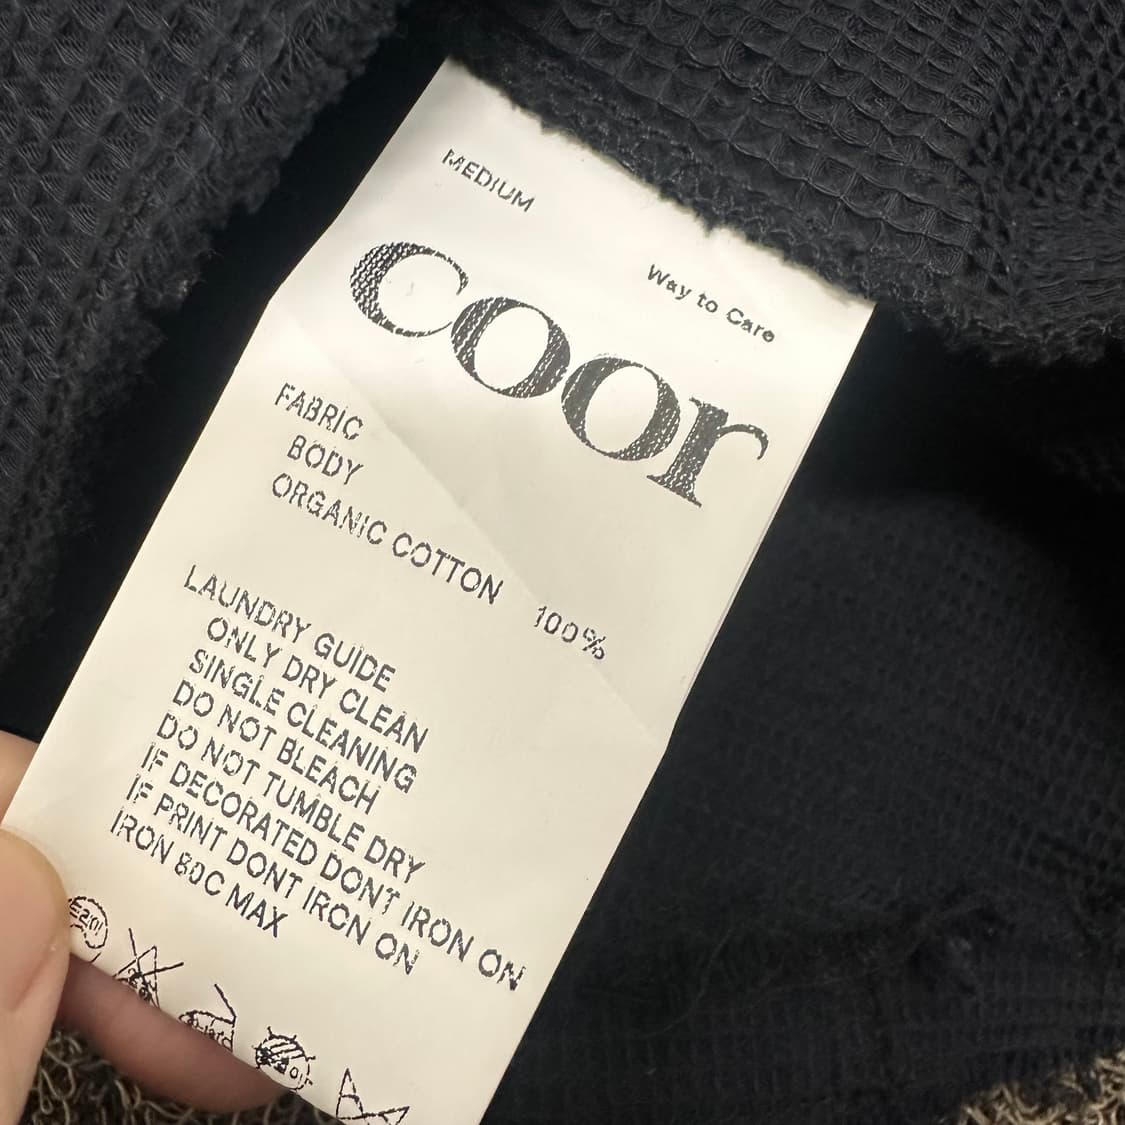 MEDIUM
Way to Care
coor
FABRIC
BODY
ORGANIC COTTON 100%
LAUNDRY GUIDE
ONLY DRY CLEAN
SINGLE CLEANING
DO NOT BLEACH
DO NOT TUMBLE DRY
IF DECORATED DONT IRON ON
IF PRINT DONT IRON ON
IRON 80C MAX